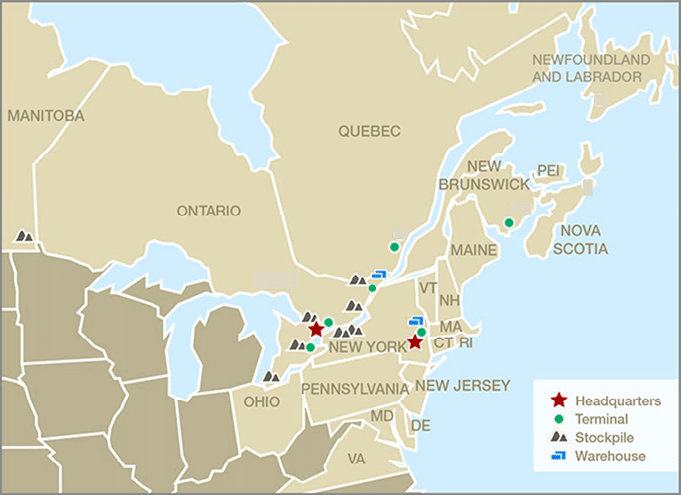 NEWFOUNDLAND
AND LABRADOR
MANITOBA
QUEBEC
NEW
BRUNSWICK
PEI
ONTARIO
NOVA
SCOTIA
MAINE
VT
NH
MA
NEW YORK
CT RI
PENNSYLVANIA
NEW JERSEY
OHIO
MD
DE
VA
Headquarters
Terminal
Stockpile
Warehouse